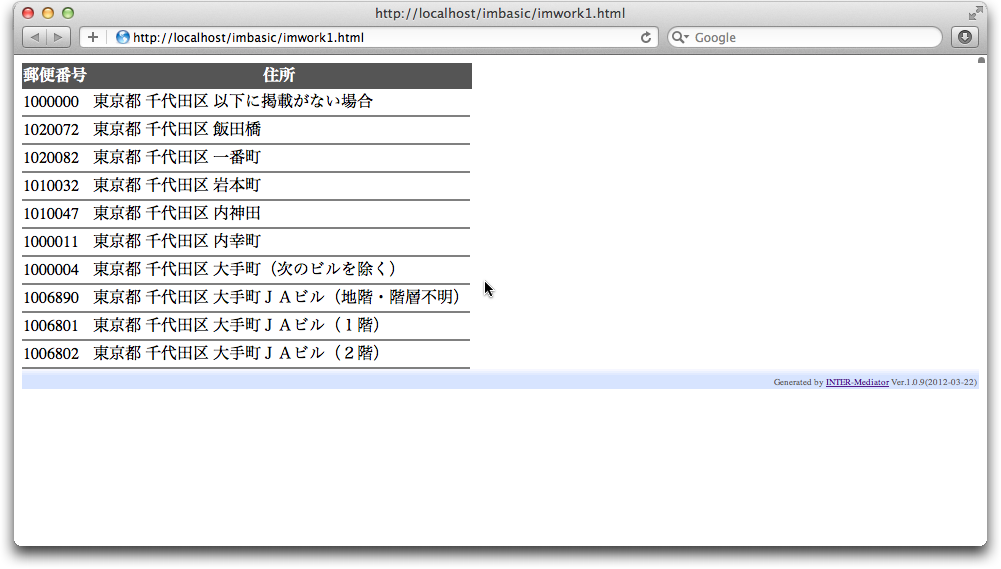 http://localhost/imbasic/imwork1.html
http://localhost/imbasic/imwork1.html Google
郵便番号 住所
1000000 東京都 千代田区 以下に掲載がない場合
1020072 東京都 千代田区 飯田橋
1020082 東京都 千代田区 一番町
1010032 東京都 千代田区 岩本町
1010047 東京都 千代田区 内神田
1000011 東京都 千代田区 内幸町
1000004 東京都 千代田区 大手町（次のビルを除く）
1006890 東京都 千代田区 大手町ＪＡビル（地階・階層不明）
1006801 東京都 千代田区 大手町ＪＡビル（１階）
1006802 東京都 千代田区 大手町ＪＡビル（２階）
Generated by INTER-Mediator Ver.1.0.9(2012-03-22)